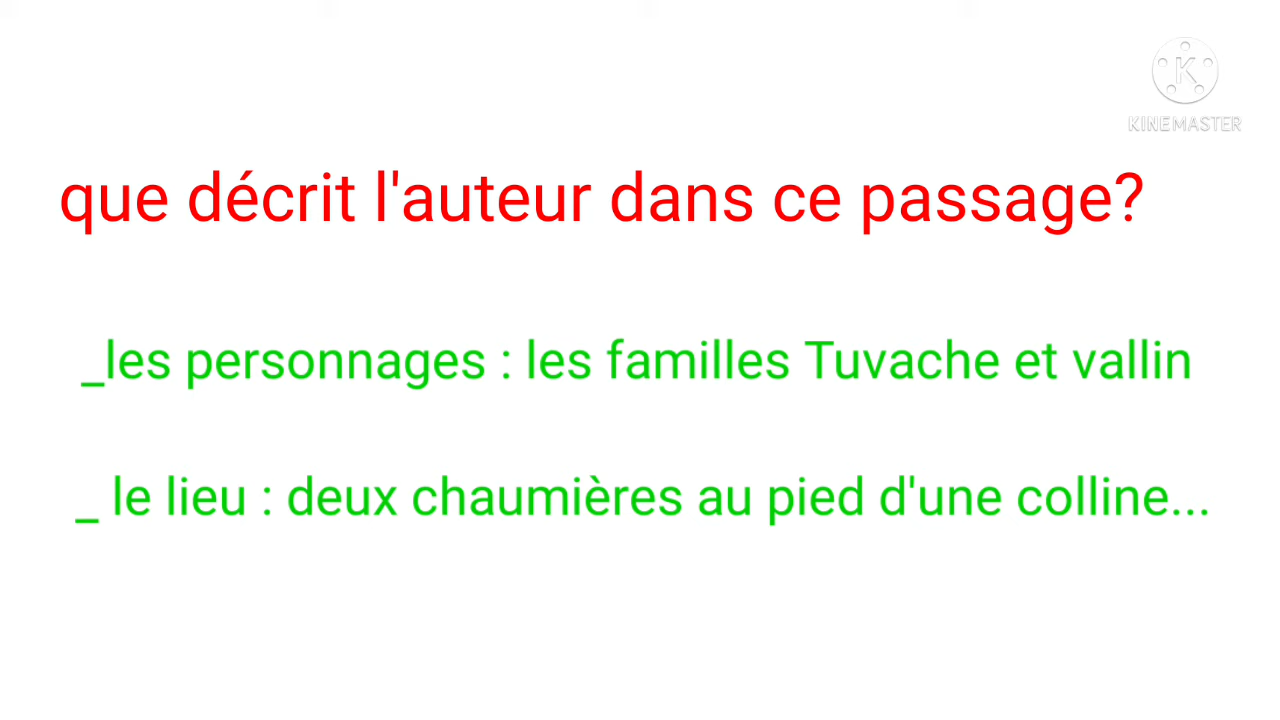 KINEMASTER
que décrit l'auteur dans ce passage?
_les personnages : les familles Tuvache et vallin
_ le lieu : deux chaumières au pied d'une colline...